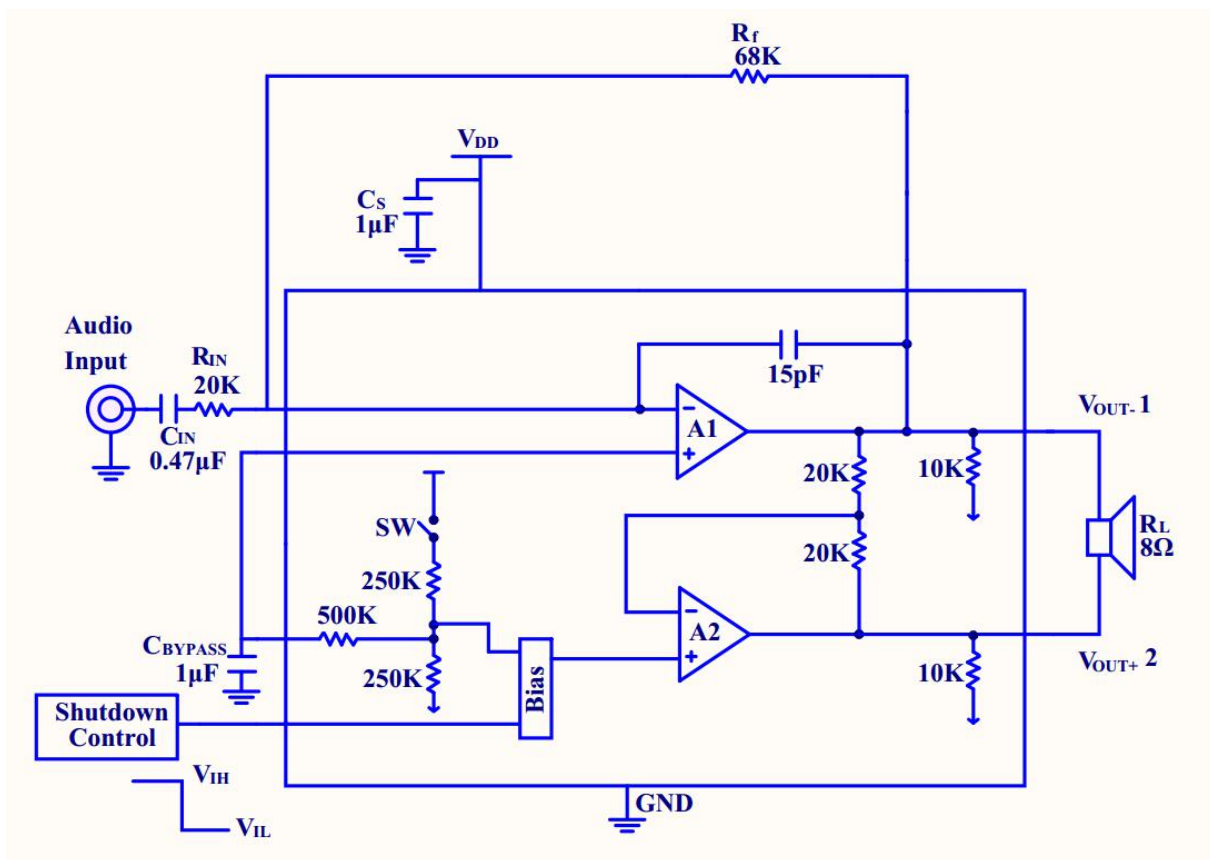 Rf
68K
VDD
CS
1µF
Audio
Input
RIN
20K
CIN
0.47µF
15pF
A1
VOUT- 1
20K
10K
SW
20K
RL
8Ω
250K
500K
A2
CBYPASS
1µF
250K
Bias
10K
VOUT+ 2
Shutdown
Control
VIH
VIL
GND